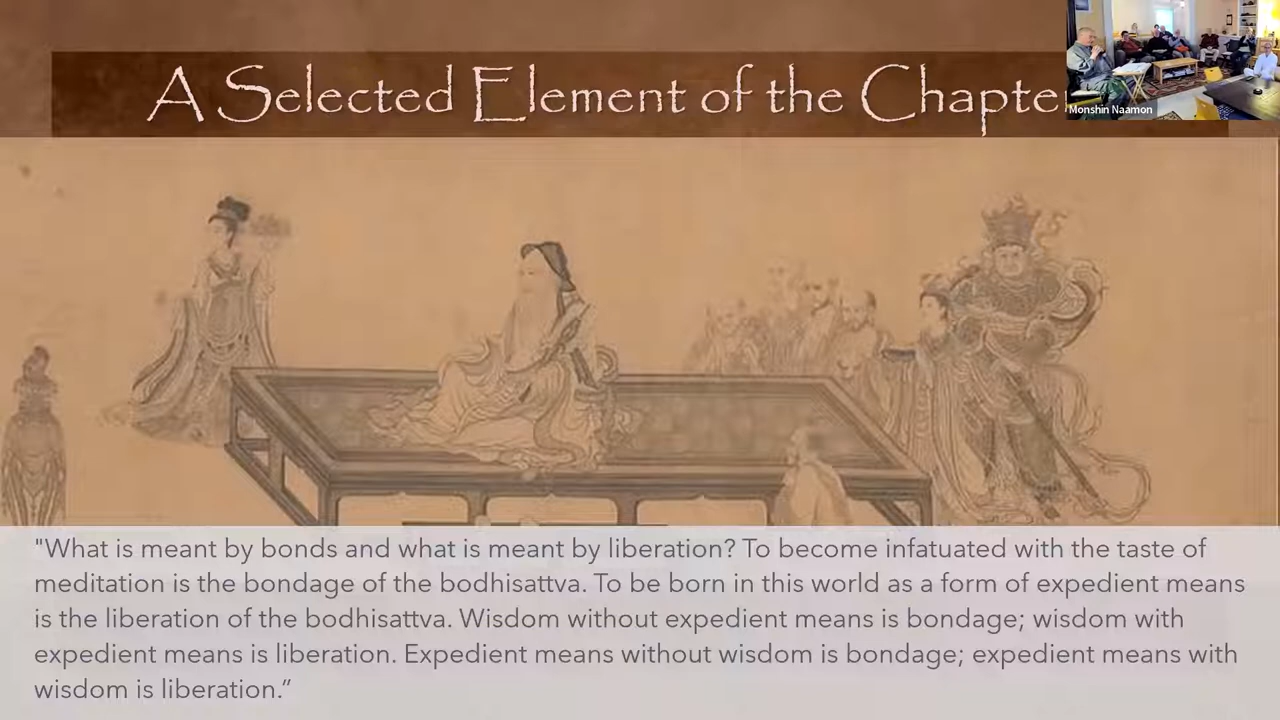 A Selected Element of the Chapte
Monshin Naamon
"What is meant by bonds and what is meant by liberation? To become infatuated with the taste of
meditation is the bondage of the bodhisattva. To be born in this world as a form of expedient means
is the liberation of the bodhisattva. Wisdom without expedient means is bondage; wisdom with
expedient means is liberation. Expedient means without wisdom is bondage; expedient means with
wisdom is liberation.”